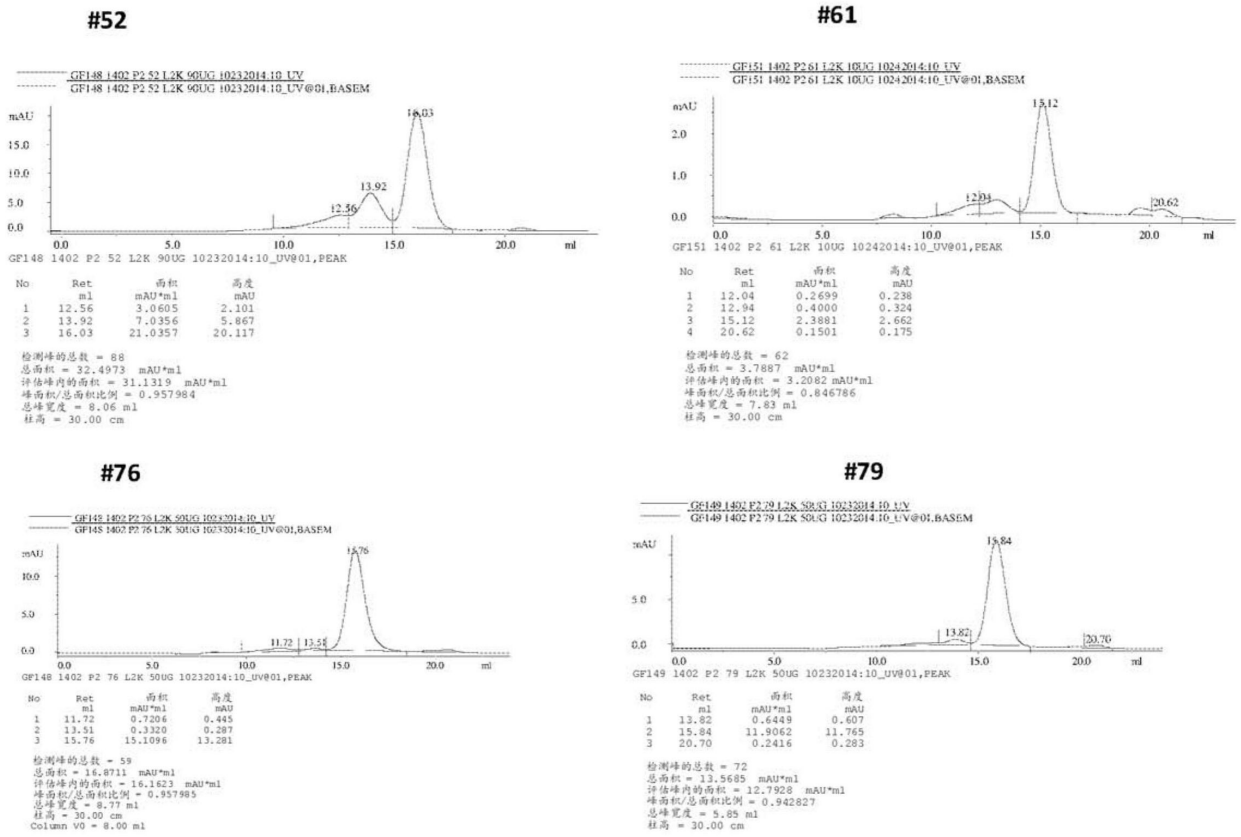 #52
GF148 1402 P2 52 L2K 90UG 10232014:10_UV
GF148 1402 P2 52 L2K 90UG 10232014:10_UV@01,BASEM
mAU
16.03
15.0
13.92
10.0
12.56
5.0
0.0
0.0 5.0 10.0 15.0 20.0 ml
GF148 1402 P2 52 L2K 90UG 10232014:10_UV@01,PEAK
No Ret 面积 高度
ml mAU*ml mAU
1 12.56 3.0605 2.101
2 13.92 7.0356 5.867
3 16.03 21.0357 20.117
检测峰的总数 = 88
总面积 = 32.4973 mAU*ml
评估峰内的面积 = 31.1319 mAU*ml
峰面积/总面积比例 = 0.957984
总峰宽度 = 8.06 ml
柱高 = 30.00 cm
#61
GF151 1402 P2 61 L2K 10UG 10242014:10_UV
GF151 1402 P2 61 L2K 10UG 10242014:10_UV@01,BASEM
mAU
15.12
2.0
1.0
12.04
20.62
0.0
0.0 5.0 10.0 15.0 20.0 ml
GF151 1402 P2 61 L2K 10UG 10242014:10_UV@01,PEAK
No Ret 面积 高度
ml mAU*ml mAU
1 12.04 0.2699 0.238
2 12.94 0.4000 0.324
3 15.12 2.3881 2.662
4 20.62 0.1501 0.175
检测峰的总数 = 62
总面积 = 3.7887 mAU*ml
评估峰内的面积 = 3.2082 mAU*ml
峰面积/总面积比例 = 0.846786
总峰宽度 = 7.83 ml
柱高 = 30.00 cm
#76
GF148 1402 P2 76 L2K 50UG 10232014:10_UV
GF148 1402 P2 76 L2K 50UG 10232014:10_UV@01,BASEM
mAU
15.76
10.0
5.0
11.72 13.51
0.0
0.0 5.0 10.0 15.0 20.0 ml
GF148 1402 P2 76 L2K 50UG 10232014:10_UV@01,PEAK
No Ret 面积 高度
ml mAU*ml mAU
1 11.72 0.7206 0.445
2 13.51 0.3320 0.287
3 15.76 15.1096 13.281
检测峰的总数 = 59
总面积 = 16.8711 mAU*ml
评估峰内的面积 = 16.1623 mAU*ml
峰面积/总面积比例 = 0.957985
总峰宽度 = 8.77 ml
柱高 = 30.00 cm
Column V0 = 8.00 ml
#79
GF149 1402 P2 79 L2K 50UG 10232014:10_UV
GF149 1402 P2 79 L2K 50UG 10232014:10_UV@01,BASEM
mAU
15.84
5.0
13.82
20.70
0.0
0.0 5.0 10.0 15.0 20.0 ml
GF149 1402 P2 79 L2K 50UG 10232014:10_UV@01,PEAK
No Ret 面积 高度
ml mAU*ml mAU
1 13.82 0.6449 0.607
2 15.84 11.9062 11.765
3 20.70 0.2416 0.283
检测峰的总数 = 72
总面积 = 13.5685 mAU*ml
评估峰内的面积 = 12.7928 mAU*ml
峰面积/总面积比例 = 0.942827
总峰宽度 = 5.85 ml
柱高 = 30.00 cm